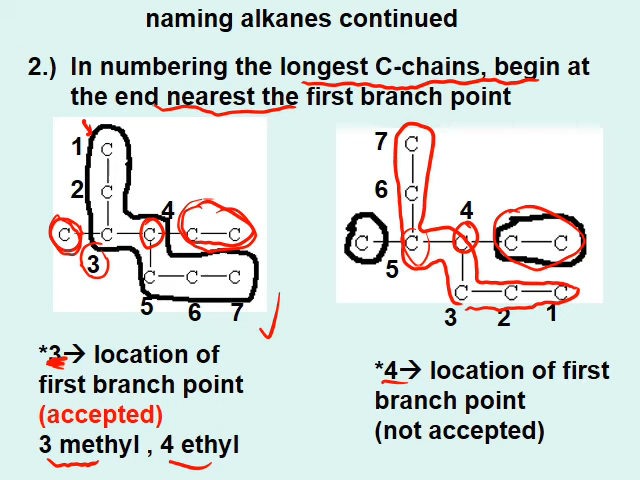 naming alkanes continued
2.) In numbering the longest C-chains, begin at
the end nearest the first branch point
1 C
2 C
4
C C C C C
3
C C C
5 6 7
7 C
6 C
4
C C C C C
5
C C C
3 2 1
*3→ location of
first branch point
(accepted)
3 methyl , 4 ethyl
*4→ location of first
branch point
(not accepted)